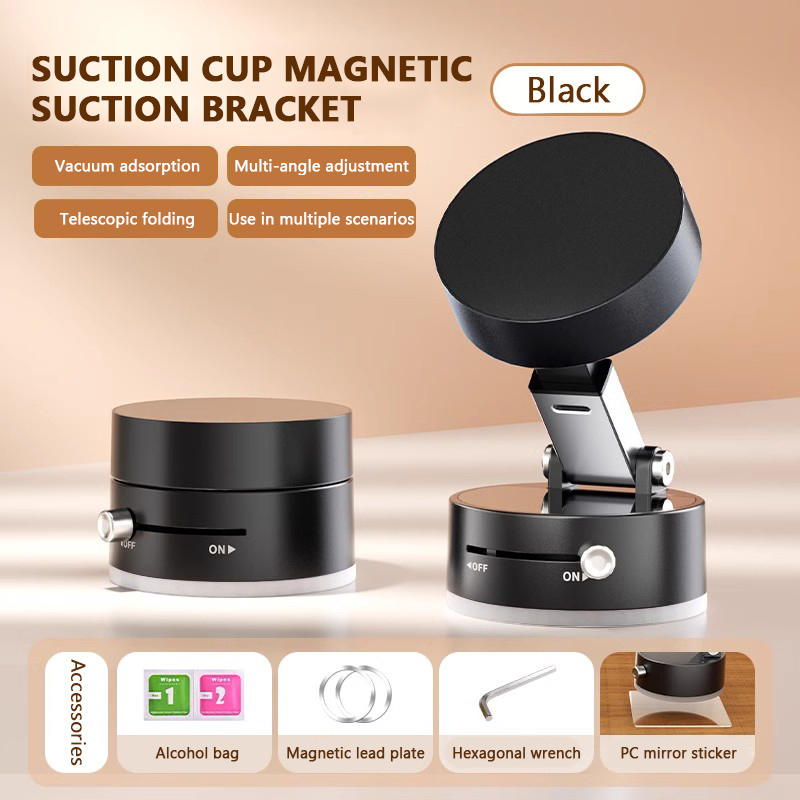 SUCTION CUP MAGNETIC
SUCTION BRACKET
Black
Vacuum adsorption
Multi-angle adjustment
Telescopic folding
Use in multiple scenarios
◀OFF
ON▶
◀OFF
ON▶
Accessories
Wipes
1
Wipes
2
Alcohol bag
Magnetic lead plate
Hexagonal wrench
PC mirror sticker